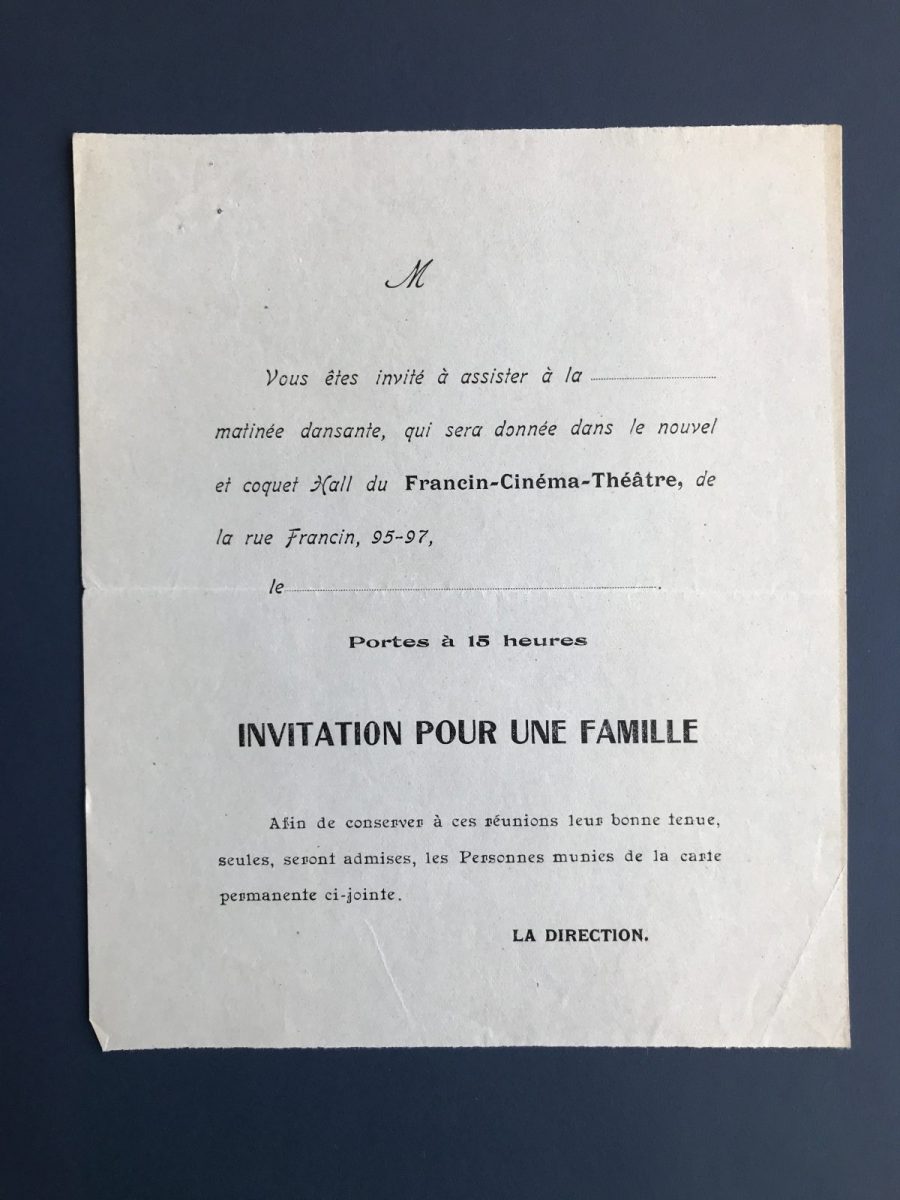 M
Vous êtes invité à assister à la
matinée dansante, qui sera donnée dans le nouvel
et coquet Hall du Francin-Cinéma-Théâtre, de
la rue Francin, 95-97,
le .
Portes à 15 heures
INVITATION POUR UNE FAMILLE
Afin de conserver à ces réunions leur bonne tenue,
seules, seront admises, les Personnes munies de la carte
permanente ci-jointe.
LA DIRECTION.